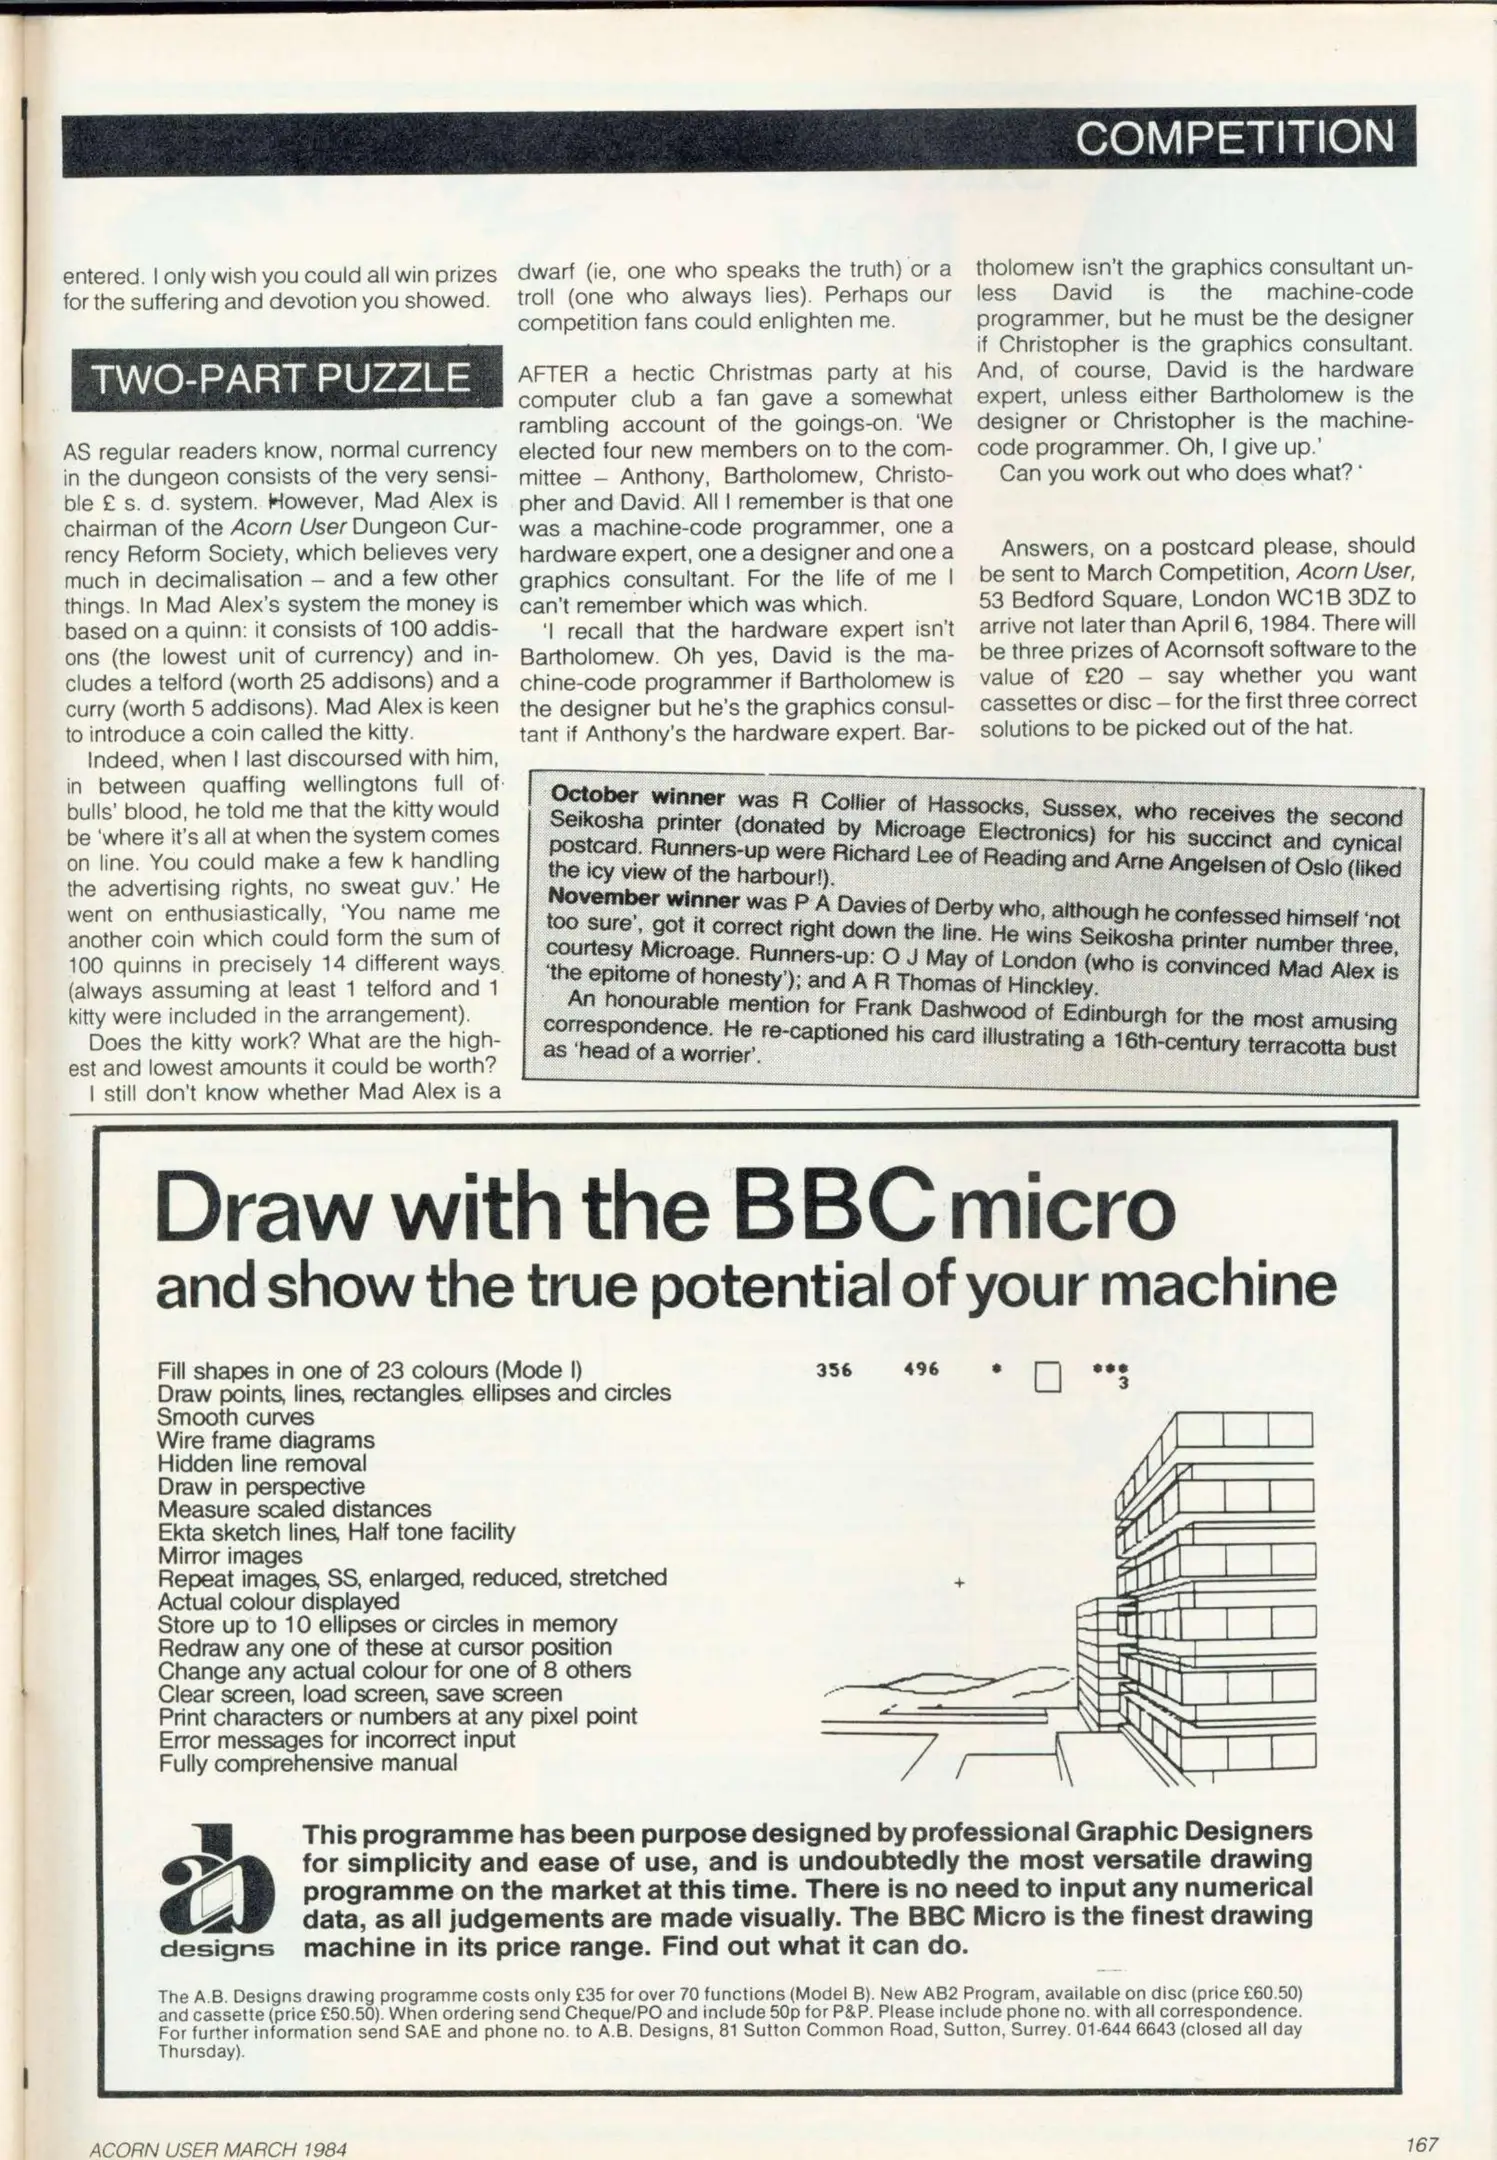 COMPETITION
entered. I only wish you could all win prizes
for the suffering and devotion you showed.
TWO-PART PUZZLE
AS regular readers know, normal currency
in the dungeon consists of the very sensi-
ble £ s. d. system. However, Mad Alex is
chairman of the Acorn User Dungeon Cur-
rency Reform Society, which believes very
much in decimalisation – and a few other
things. In Mad Alex's system the money is
based on a quinn: it consists of 100 addis-
ons (the lowest unit of currency) and in-
cludes a telford (worth 25 addisons) and a
curry (worth 5 addisons). Mad Alex is keen
to introduce a coin called the kitty.
Indeed, when I last discoursed with him,
in between quaffing wellingtons full of
bulls' blood, he told me that the kitty would
be 'where it's all at when the system comes
on line. You could make a few k handling
the advertising rights, no sweat guv.' He
went on enthusiastically, 'You name me
another coin which could form the sum of
100 quinns in precisely 14 different ways
(always assuming at least 1 telford and 1
kitty were included in the arrangement).
Does the kitty work? What are the high-
est and lowest amounts it could be worth?
I still don't know whether Mad Alex is a
dwarf (ie, one who speaks the truth) or a
troll (one who always lies). Perhaps our
competition fans could enlighten me.
AFTER a hectic Christmas party at his
computer club a fan gave a somewhat
rambling account of the goings-on. 'We
elected four new members on to the com-
mittee – Anthony, Bartholomew, Christo-
pher and David. All I remember is that one
was a machine-code programmer, one a
hardware expert, one a designer and one a
graphics consultant. For the life of me I
can't remember which was which.
'I recall that the hardware expert isn't
Bartholomew. Oh yes, David is the ma-
chine-code programmer if Bartholomew is
the designer but he's the graphics consul-
tant if Anthony's the hardware expert. Bar-
tholomew isn't the graphics consultant un-
less David is the machine-code
programmer, but he must be the designer
if Christopher is the graphics consultant.
And, of course, David is the hardware
expert, unless either Bartholomew is the
designer or Christopher is the machine-
code programmer. Oh, I give up.'
Can you work out who does what?
Answers, on a postcard please, should
be sent to March Competition, Acorn User,
53 Bedford Square, London WC1B 3DZ to
arrive not later than April 6, 1984. There will
be three prizes of Acornsoft software to the
value of £20 – say whether you want
cassettes or disc – for the first three correct
solutions to be picked out of the hat.
October winner was R Collier of Hassocks, Sussex, who receives the second
Seikosha printer (donated by Microage Electronics) for his succinct and cynical
postcard. Runners-up were Richard Lee of Reading and Arne Angelsen of Oslo (liked
the icy view of the harbour!).
November winner was P A Davies of Derby who, although he confessed himself 'not
too sure', got it correct right down the line. He wins Seikosha printer number three,
courtesy Microage. Runners-up: O J May of London (who is convinced Mad Alex is
'the epitome of honesty'); and A R Thomas of Hinckley.
An honourable mention for Frank Dashwood of Edinburgh for the most amusing
correspondence. He re-captioned his card illustrating a 16th-century terracotta bust
as 'head of a worrier'.
Draw with the BBC micro
and show the true potential of your machine
Fill shapes in one of 23 colours (Mode I)
Draw points, lines, rectangles ellipses and circles
Smooth curves
Wire frame diagrams
Hidden line removal
Draw in perspective
Measure scaled distances
Ekta sketch lines, Half tone facility
Mirror images
Repeat images, SS, enlarged, reduced, stretched
Actual colour displayed
Store up to 10 ellipses or circles in memory
Redraw any one of these at cursor position
Change any actual colour for one of 8 others
Clear screen, load screen, save screen
Print characters or numbers at any pixel point
Error messages for incorrect input
Fully comprehensive manual
356 496 * ***
3
ab
designs
This programme has been purpose designed by professional Graphic Designers
for simplicity and ease of use, and is undoubtedly the most versatile drawing
programme on the market at this time. There is no need to input any numerical
data, as all judgements are made visually. The BBC Micro is the finest drawing
machine in its price range. Find out what it can do.
The A.B. Designs drawing programme costs only £35 for over 70 functions (Model B). New AB2 Program, available on disc (price £60.50)
and cassette (price £50.50). When ordering send Cheque/PO and include 50p for P&P. Please include phone no. with all correspondence.
For further information send SAE and phone no. to A.B. Designs, 81 Sutton Common Road, Sutton, Surrey. 01-644 6643 (closed all day
Thursday).
ACORN USER MARCH 1984
167